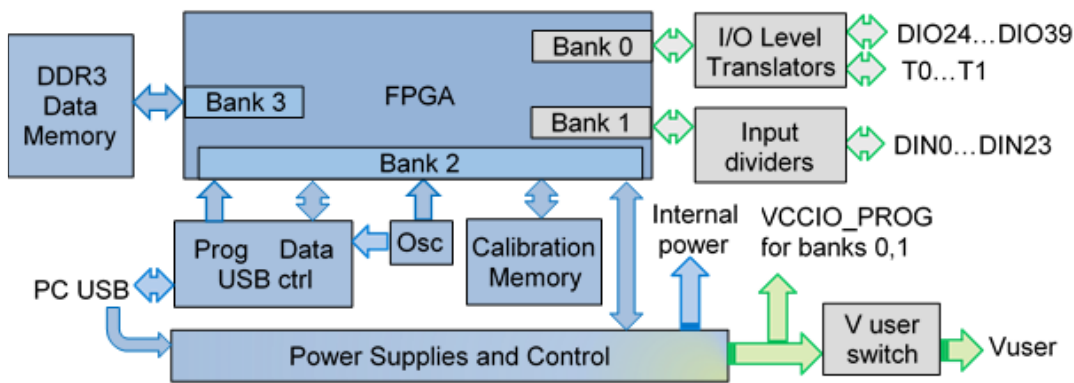 DDR3
Data
Memory
FPGA
Bank 0
Bank 3
Bank 1
Bank 2
I/O Level
Translators
DIO24...DIO39
T0...T1
Input
dividers
DIN0...DIN23
Prog Data
USB ctrl
Osc
Calibration
Memory
Internal
power
VCCIO_PROG
for banks 0,1
PC USB
Power Supplies and Control
V user
switch
Vuser